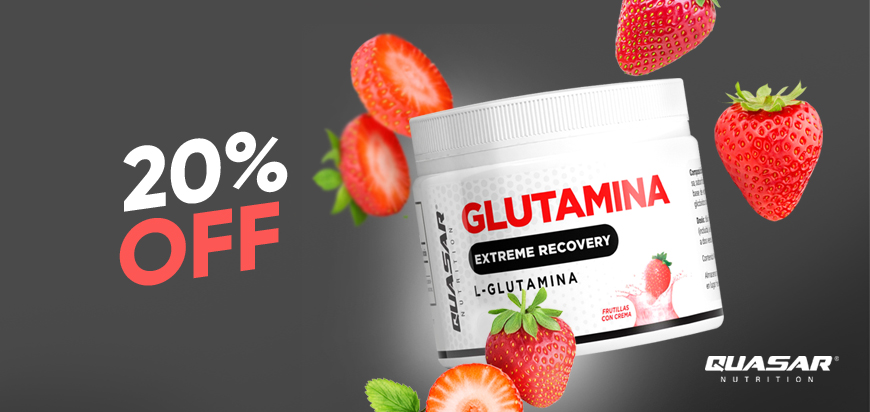 20%
OFF
QUASAR
NUTRITION
GLUTAMINA
EXTREME RECOVERY
L-GLUTAMINA
FRUTILLAS
CON CREMA
QUASAR®
NUTRITION